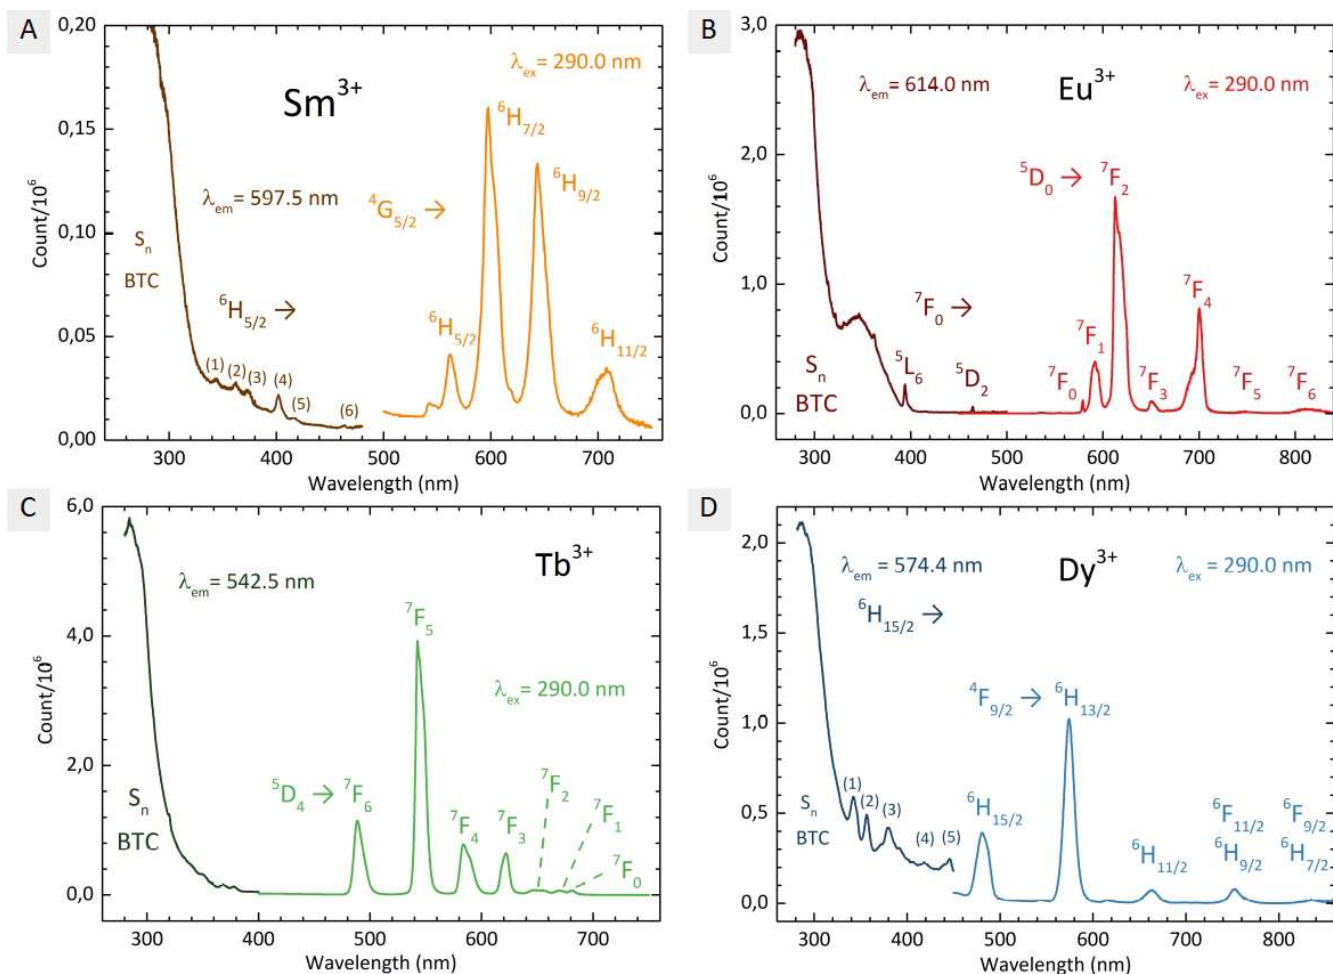 A
0,20
0,15
0,10
0,05
0,00
Count/10⁶
Sm³⁺
λex = 290.0 nm
⁶H7/2
⁶H9/2
λem = 597.5 nm
⁴G5/2 →
Sn
BTC
⁶H5/2 →
⁶H5/2
⁶H11/2
(1) (2) (3) (4) (5) (6)
300 400 500 600 700
Wavelength (nm)
B
3,0
2,0
1,0
0,0
Count/10⁶
λem = 614.0 nm
Eu³⁺
λex = 290.0 nm
⁵D0 → ⁷F2
⁷F4
⁷F0 →
⁷F1
Sn
BTC
⁵L6
⁵D2
⁷F0
⁷F3
⁷F5
⁷F6
300 400 500 600 700 800
Wavelength (nm)
C
6,0
4,0
2,0
0,0
Count/10⁶
Tb³⁺
λem = 542.5 nm
⁷F5
λex = 290.0 nm
Sn
BTC
⁵D4 → ⁷F6
⁷F4
⁷F3
⁷F2
⁷F1
⁷F0
300 400 500 600 700
Wavelength (nm)
D
2,0
1,5
1,0
0,5
0,0
Count/10⁶
λem = 574.4 nm
Dy³⁺
λex = 290.0 nm
⁶H15/2 →
⁴F9/2 → ⁶H13/2
Sn
BTC
(1) (2) (3) (4) (5)
⁶H15/2
⁶H11/2
⁶F11/2
⁶H9/2
⁶F9/2
⁶H7/2
300 400 500 600 700 800
Wavelength (nm)